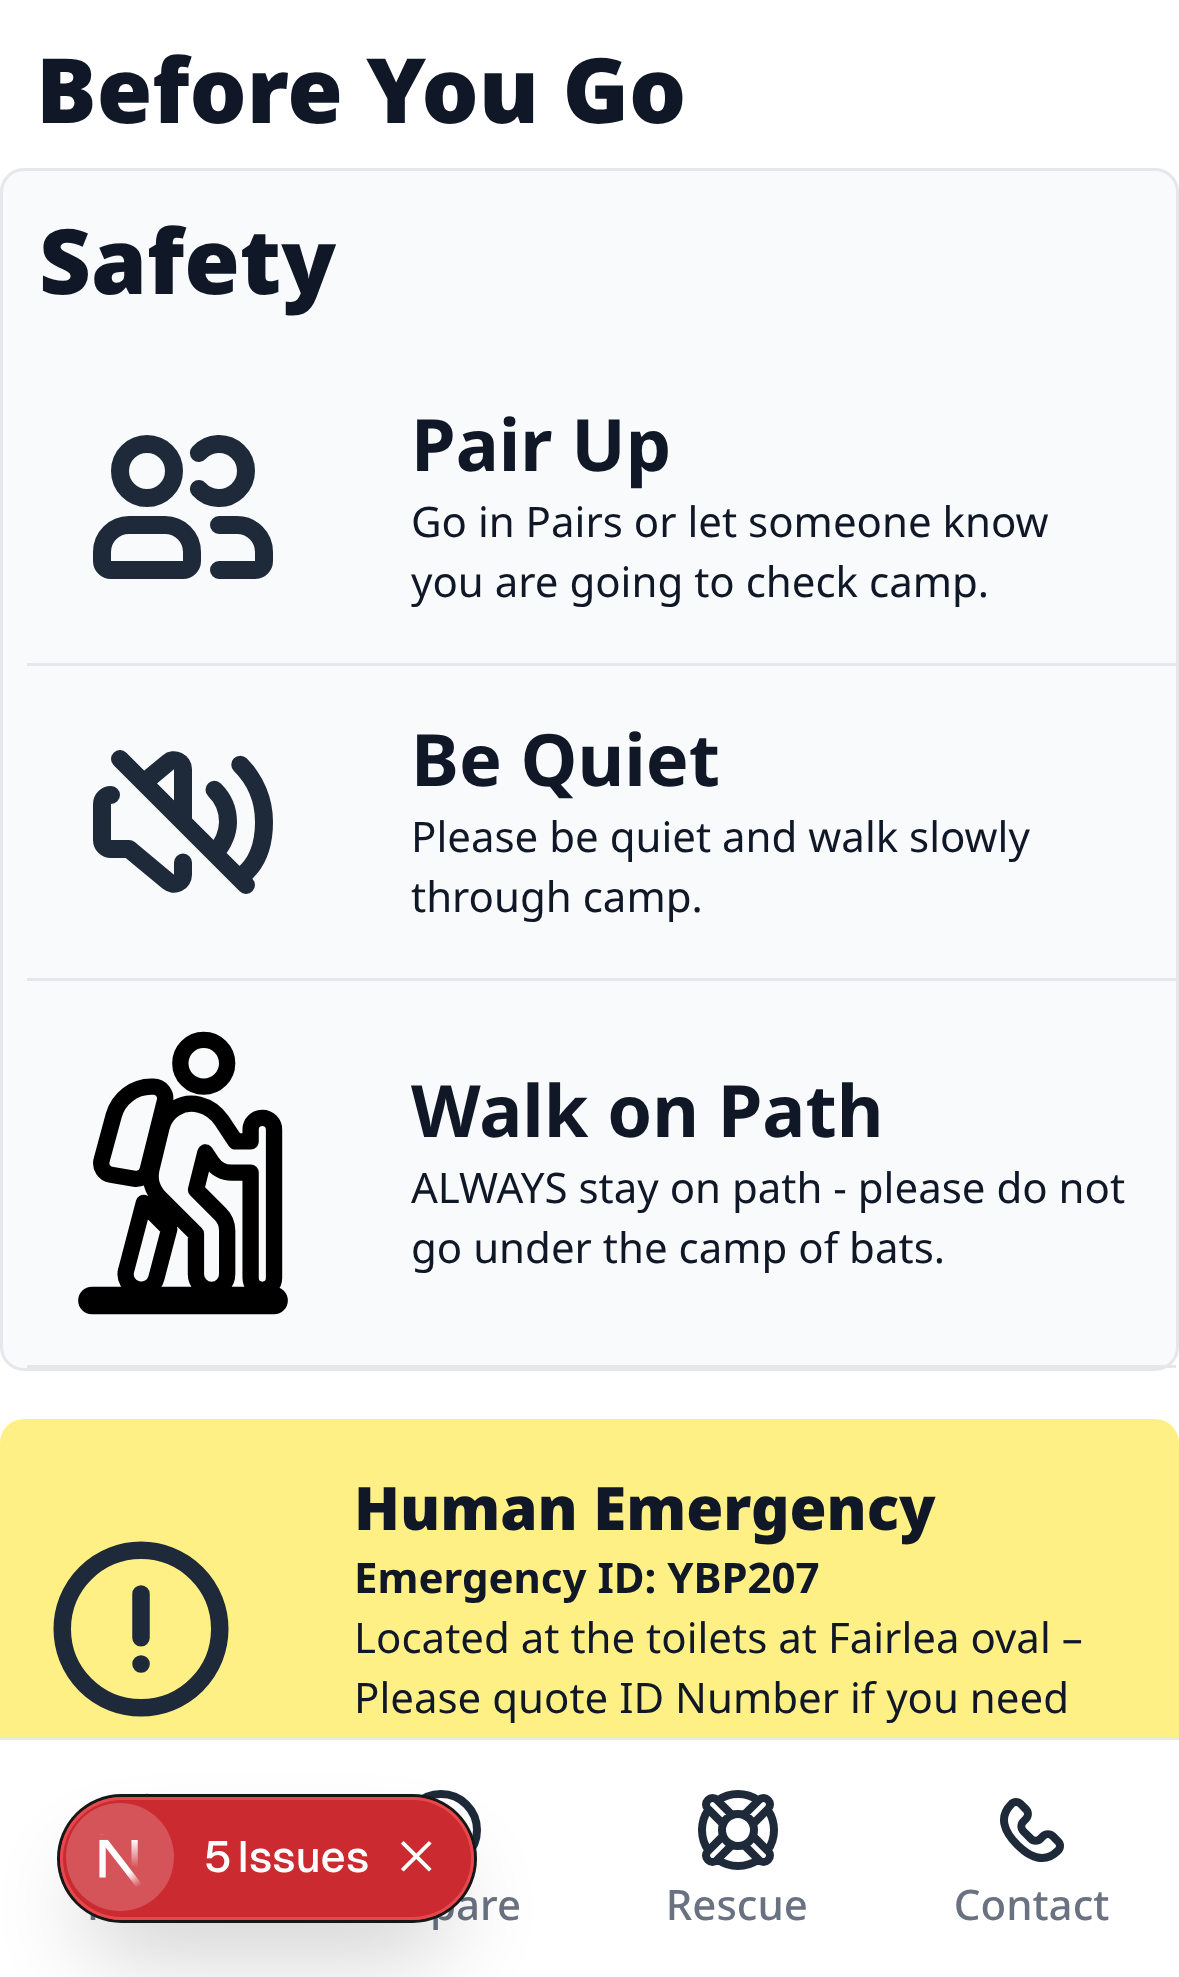 Before You Go
Safety
Pair Up
Go in Pairs or let someone know
you are going to check camp.
Be Quiet
Please be quiet and walk slowly
through camp.
Walk on Path
ALWAYS stay on path - please do not
go under the camp of bats.
Human Emergency
Emergency ID: YBP207
Located at the toilets at Fairlea oval –
Please quote ID Number if you need
N 5 Issues
pare
Rescue
Contact